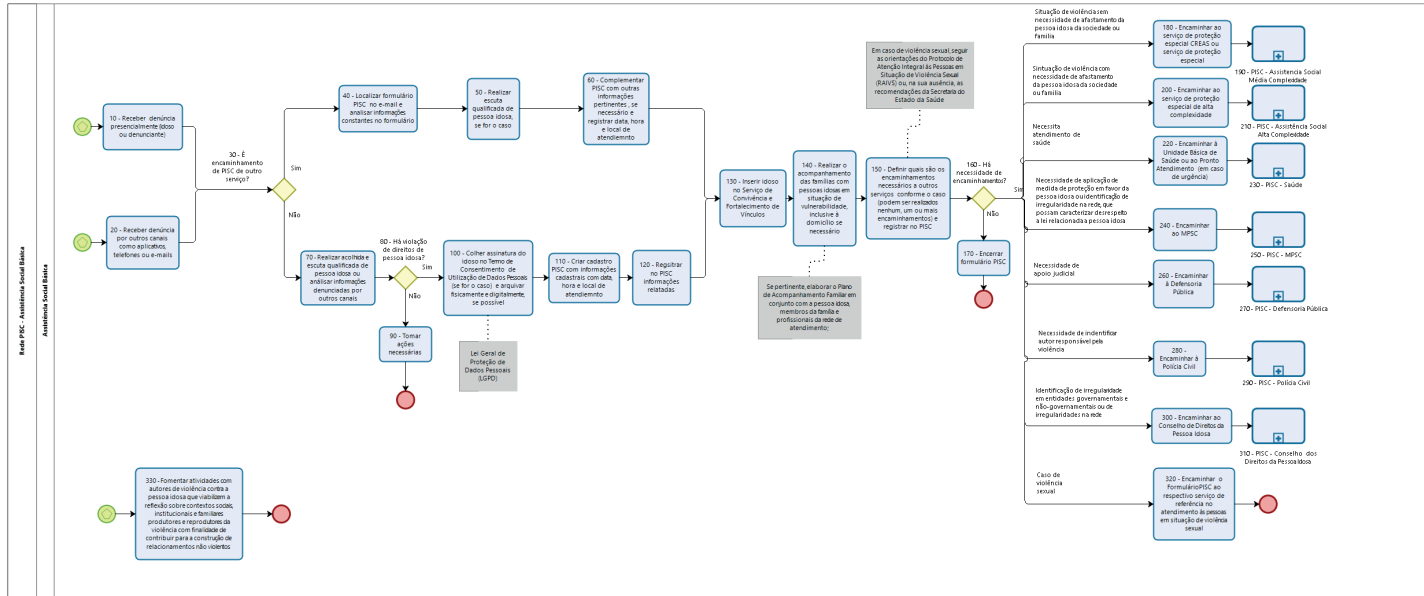 Rede PISC - Assistência Social Básica
Assistência Social Básica
10 - Receber denúncia
presencialmente (idoso
ou denunciante)
20 - Receber denúncia
por outros canais
como aplicativos,
telefones ou e-mails
30 - É
encaminhamento
de PISC de outro
serviço?
Sim
Não
40 - Localizar formulário
PISC no e-mail e
analisar informações
constantes no formulário
50 - Realizar
escuta
qualificada de
pessoa idosa,
se for o caso
60 - Complementar
PISC com outras
informações
pertinentes , se
necessário e
registrar data, hora
e local de
atendiemnto
70 - Realizar acolhida e
escuta qualificada de
pessoa idosa ou
análisar informações
denunciadas por
outros canais
80 - Há violação
de direitos de
pessoa idosa?
Sim
Não
90 - Tomar
ações
necessárias
100 - Colher assinatura do
idoso no Termo de
Consentimento de
Utilização de Dados Pessoais
(se for o caso) e arquivar
fisicamente e digitalmente,
se possível
Lei Geral de
Proteção de
Dados Pessoais
(LGPD)
110 - Criar cadastro
PISC com informações
cadastrais com data,
hora e local de
atendiemnto
120 - Regsitrar
no PISC
informações
relatadas
130 - Inserir idoso
no Serviço de
Convivência e
Fortalecimento de
Vínculos
140 - Realizar o
acompanhamento
das famílias com
pessoas idosas em
situação de
vulnerabilidade,
inclusive à
domicílio se
necessário
Se pertinente, elaborar o Plano
de Acompanhamento Familiar em
conjunto com a pessoa idosa,
membros da família e
profissionais da rede de
atendimento;
150 - Definir quais são os
encaminhamentos
necessários a outros
serviços conforme o caso
(podem ser realizados
nenhum, um ou mais
encaminhamentos) e
registrar no PISC
Em caso de violência sexual, seguir
as orientações do Protocolo de
Atenção Integral às Pessoas em
Situação de Violência Sexual
(RAIVS) ou, na sua ausência, as
recomendações da Secretaria do
Estado da Saúde
160 - Há
necessidade de
encaminhamentos?
Sim
Não
170 - Encerrar
formulário PISC
Situação de violência sem
necessidade de afastamento da
pessoa idosa da sociedade ou
família
180 - Encaminhar ao
serviço de proteção
especial CREAS ou
serviço de proteção
especial
190 - PISC - Assistencia Social
Média Complexidade
Sintuação de violência com
necessidade de afastamento
da pessoa idosa da sociedade
ou família
200 - Encaminhar ao
serviço de proteção
especial de alta
complexidade
210 - PISC - Assistência Social
Alta Complexidade
Necessita
atendimento de
saúde
220 - Encaminhar à
Unidade Básica de
Saúde ou ao Pronto
Atendimento (em caso
de urgência)
230 - PISC - Saúde
Necessidade de aplicação de
medida de proteção em favor da
pessoa idosa ou identificação de
irregularidade na rede, que
possam caracterizar desrespeito
a lei relacionada a pessoa idosa
240 - Encaminhar
ao MPSC
250 - PISC - MPSC
Necessidade de
apoio judicial
260 - Encaminhar
à Defensoria
Pública
270 - PISC - Defensoria Pública
Necessidade de indentificar
autor responsável pela
violência
280 -
Encaminhar à
Polícia Civil
290 - PISC - Polícia Civil
Identificação de irregularidade
em entidades governamentais e
não-governamentais ou de
irregularidades na rede
300 - Encaminhar ao
Conselho de Direitos da
Pessoa Idosa
310 - PISC - Conselho dos
Direitos da Pessoa Idosa
Caso de
violência
sexual
320 - Encaminhar o
Formulário PISC ao
respectivo serviço de
referência no
atendimento às pessoas
em situação de violência
sexual
330 - Fomentar atividades com
autores de violência contra a
pessoa idosa que viabilizem a
reflexão sobre contextos sociais,
institucionais e familiares
produtores e reprodutores da
violência com finalidade de
contribuir para a construção de
relacionamentos não violentos